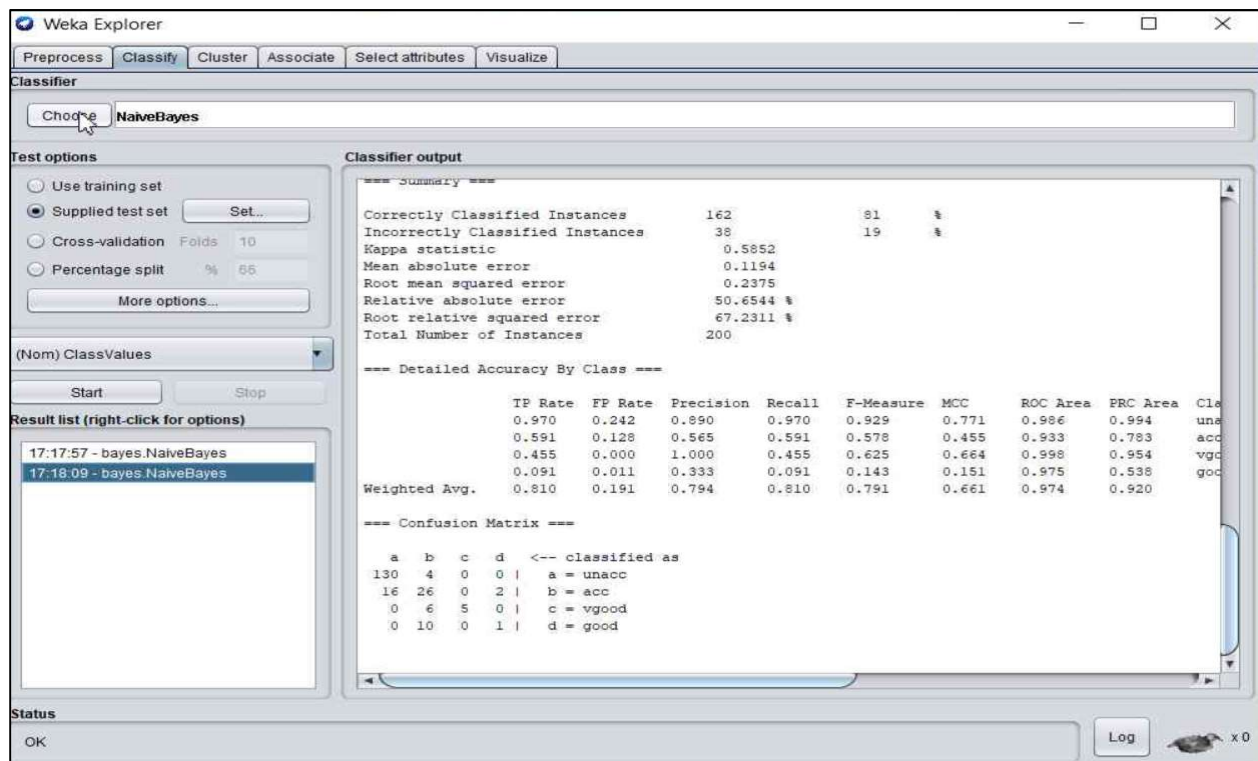 Weka Explorer
Preprocess Classify Cluster Associate Select attributes Visualize
Classifier
Choose NaiveBayes
Test options
Use training set
Supplied test set Set...
Cross-validation Folds 10
Percentage split % 66
More options...
(Nom) ClassValues
Start Stop
Result list (right-click for options)
17:17:57 - bayes.NaiveBayes
17:18:09 - bayes.NaiveBayes
Classifier output
=== Summary ===
Correctly Classified Instances 162 81 %
Incorrectly Classified Instances 38 19 %
Kappa statistic 0.5852
Mean absolute error 0.1194
Root mean squared error 0.2375
Relative absolute error 50.6544 %
Root relative squared error 67.2311 %
Total Number of Instances 200
=== Detailed Accuracy By Class ===
TP Rate FP Rate Precision Recall F-Measure MCC ROC Area PRC Area Cla
0.970 0.242 0.890 0.970 0.929 0.771 0.986 0.994 una
0.591 0.128 0.565 0.591 0.578 0.455 0.933 0.783 acc
0.455 0.000 1.000 0.455 0.625 0.664 0.998 0.954 vgo
0.091 0.011 0.333 0.091 0.143 0.151 0.975 0.538 goo
Weighted Avg. 0.810 0.191 0.794 0.810 0.791 0.661 0.974 0.920
=== Confusion Matrix ===
a b c d <-- classified as
130 4 0 0 | a = unacc
16 26 0 2 | b = acc
0 6 5 0 | c = vgood
0 10 0 1 | d = good
Status
OK
Log
x 0